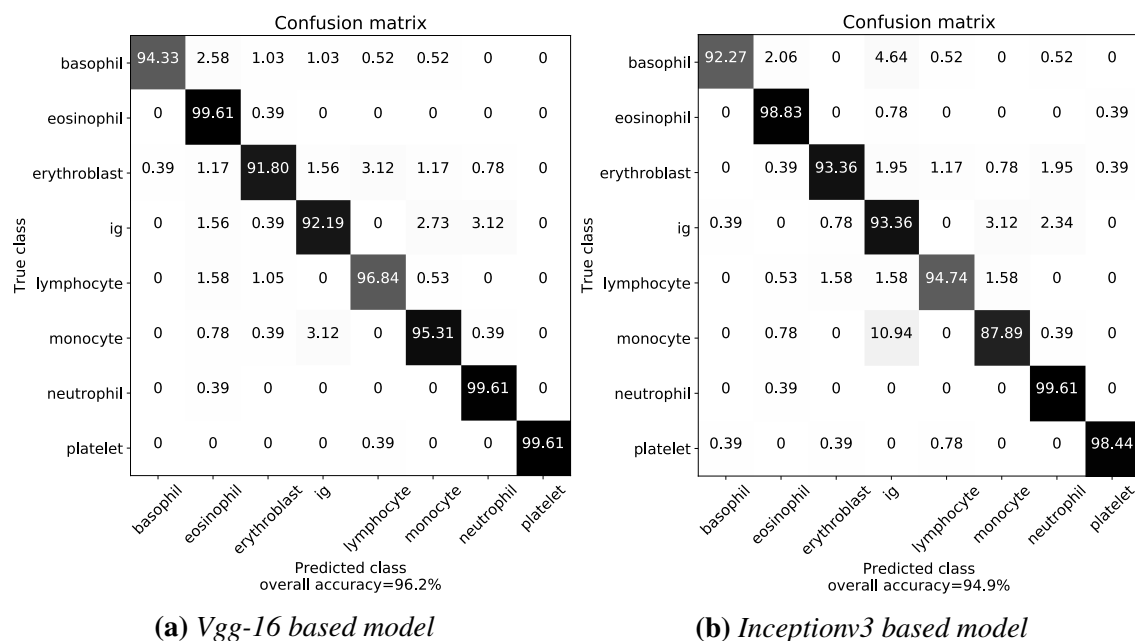 Confusion matrix
basophil 94.33 2.58 1.03 1.03 0.52 0.52 0 0
eosinophil 0 99.61 0.39 0 0 0 0 0
erythroblast 0.39 1.17 91.80 1.56 3.12 1.17 0.78 0
ig 0 1.56 0.39 92.19 0 2.73 3.12 0
lymphocyte 0 1.58 1.05 0 96.84 0.53 0 0
monocyte 0 0.78 0.39 3.12 0 95.31 0.39 0
neutrophil 0 0.39 0 0 0 0 99.61 0
platelet 0 0 0 0 0.39 0 0 99.61
True class
basophil eosinophil erythroblast ig lymphocyte monocyte neutrophil platelet
Predicted class
overall accuracy=96.2%
(a) Vgg-16 based model
Confusion matrix
basophil 92.27 2.06 0 4.64 0.52 0 0.52 0
eosinophil 0 98.83 0 0.78 0 0 0 0.39
erythroblast 0 0.39 93.36 1.95 1.17 0.78 1.95 0.39
ig 0.39 0 0.78 93.36 0 3.12 2.34 0
lymphocyte 0 0.53 1.58 1.58 94.74 1.58 0 0
monocyte 0 0.78 0 10.94 0 87.89 0.39 0
neutrophil 0 0.39 0 0 0 0 99.61 0
platelet 0.39 0 0.39 0 0.78 0 0 98.44
True class
basophil eosinophil erythroblast ig lymphocyte monocyte neutrophil platelet
Predicted class
overall accuracy=94.9%
(b) Inceptionv3 based model